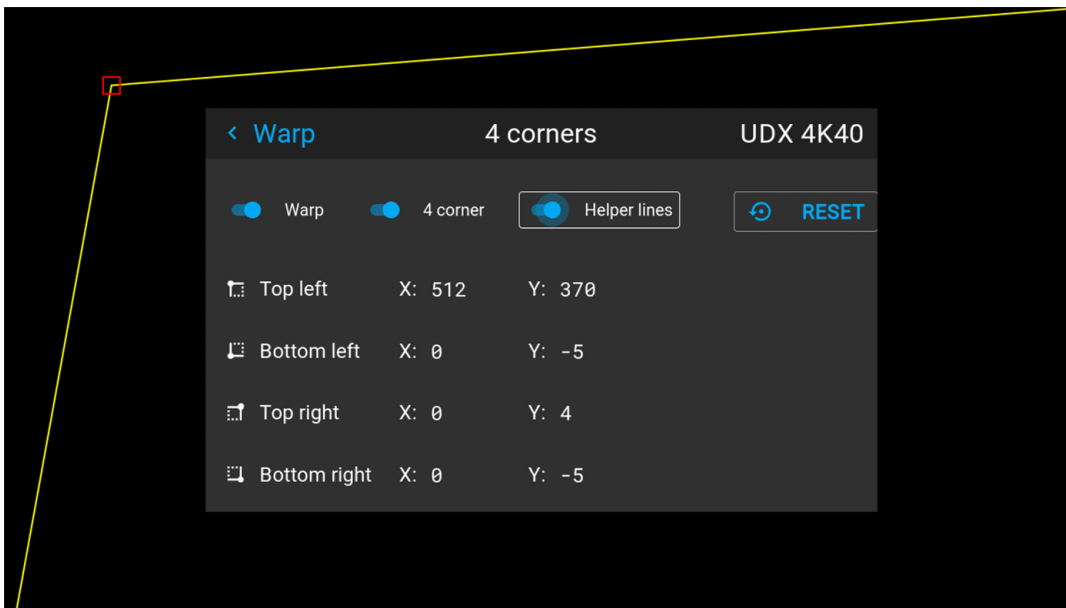 Warp 4 corners UDX 4K40
Warp 4 corner Helper lines RESET
Top left X: 512 Y: 370
Bottom left X: 0 Y: -5
Top right X: 0 Y: 4
Bottom right X: 0 Y: -5